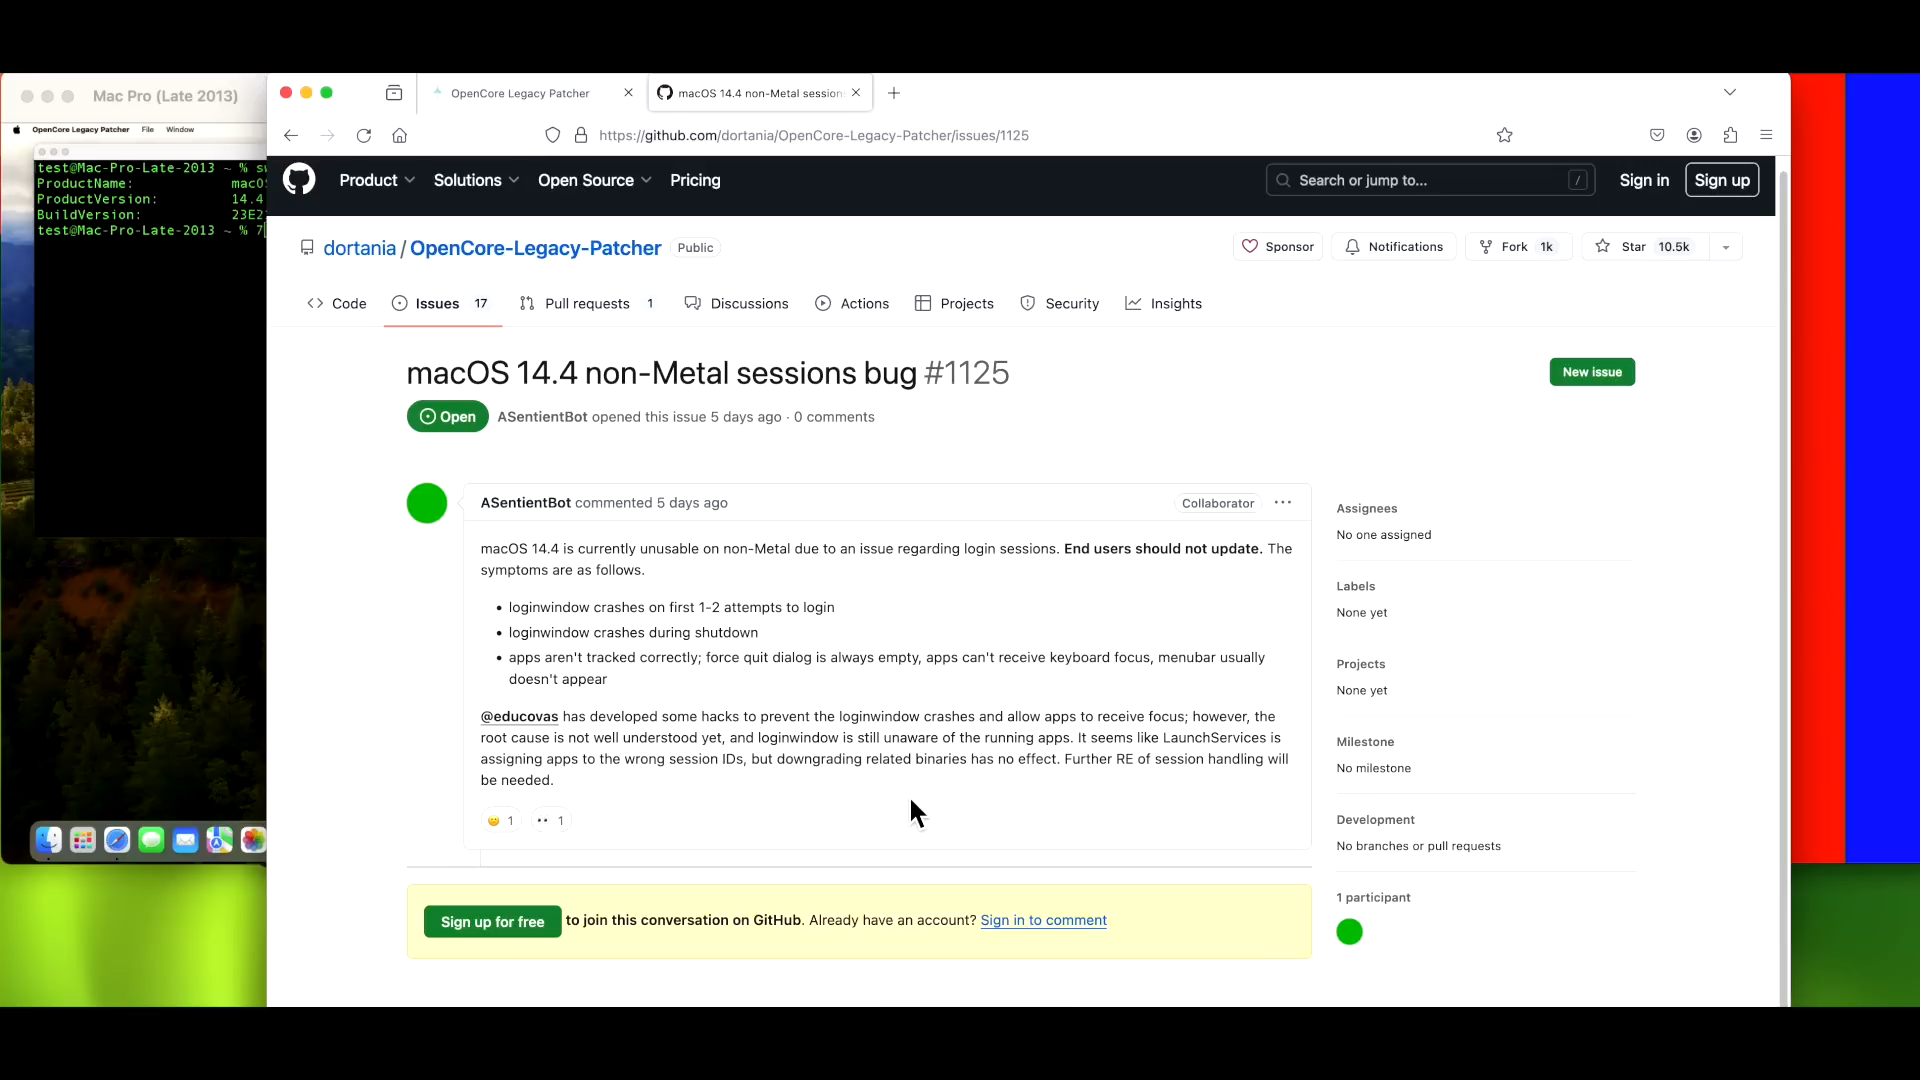 Mac Pro (Late 2013)
OpenCore Legacy Patcher File Window
test@Mac-Pro-Late-2013 ~ % sw
ProductName: macOS
ProductVersion: 14.4
BuildVersion: 23E2
test@Mac-Pro-Late-2013 ~ % 7
OpenCore Legacy Patcher
macOS 14.4 non-Metal session
https://github.com/dortania/OpenCore-Legacy-Patcher/issues/1125
Product Solutions Open Source Pricing
Search or jump to... /
Sign in Sign up
dortania / OpenCore-Legacy-Patcher Public
Sponsor Notifications Fork 1k Star 10.5k
Code Issues 17 Pull requests 1 Discussions Actions Projects Security Insights
macOS 14.4 non-Metal sessions bug #1125
New issue
Open ASentientBot opened this issue 5 days ago · 0 comments
ASentientBot commented 5 days ago
Collaborator ···
macOS 14.4 is currently unusable on non-Metal due to an issue regarding login sessions. End users should not update. The
symptoms are as follows.
• loginwindow crashes on first 1-2 attempts to login
• loginwindow crashes during shutdown
• apps aren't tracked correctly; force quit dialog is always empty, apps can't receive keyboard focus, menubar usually
doesn't appear
@educovas has developed some hacks to prevent the loginwindow crashes and allow apps to receive focus; however, the
root cause is not well understood yet, and loginwindow is still unaware of the running apps. It seems like LaunchServices is
assigning apps to the wrong session IDs, but downgrading related binaries has no effect. Further RE of session handling will
be needed.
1 1
Assignees
No one assigned
Labels
None yet
Projects
None yet
Milestone
No milestone
Development
No branches or pull requests
1 participant
Sign up for free to join this conversation on GitHub. Already have an account? Sign in to comment